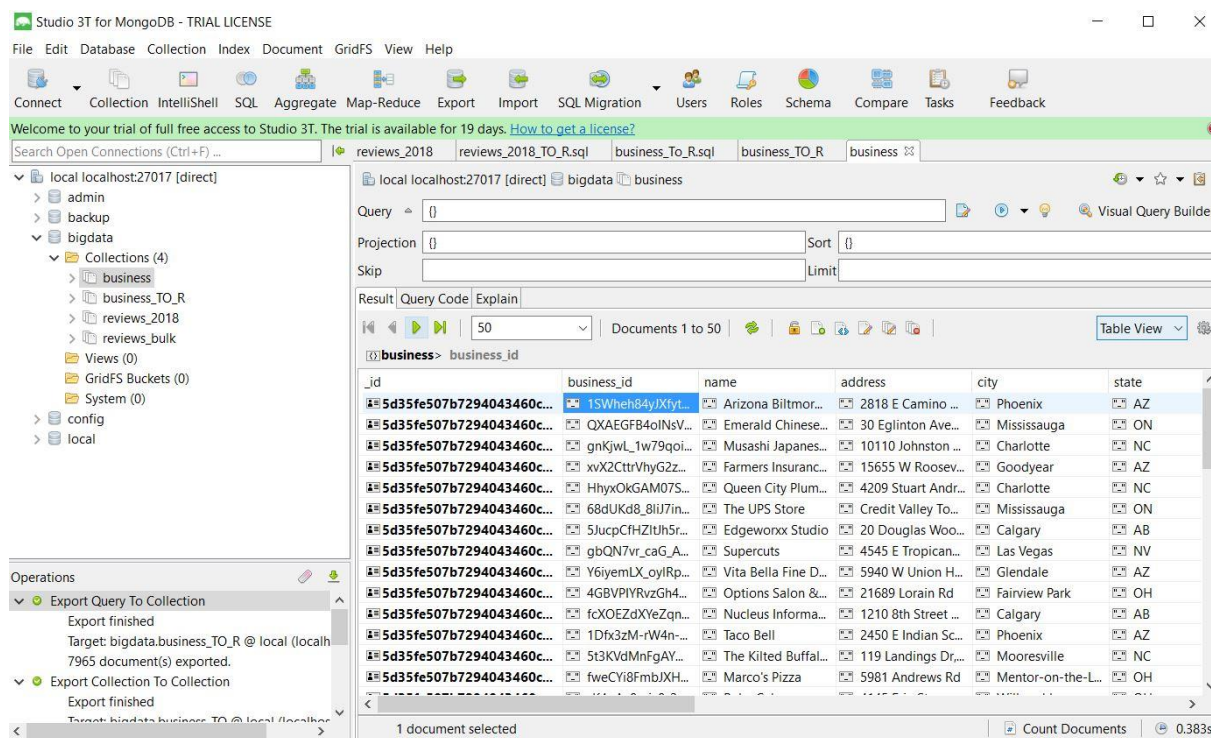 Studio 3T for MongoDB - TRIAL LICENSE
File Edit Database Collection Index Document GridFS View Help
Connect Collection IntelliShell SQL Aggregate Map-Reduce Export Import SQL Migration Users Roles Schema Compare Tasks Feedback
Welcome to your trial of full free access to Studio 3T. The trial is available for 19 days. How to get a license?
Search Open Connections (Ctrl+F) ...
reviews_2018 reviews_2018_TO_R.sql business_To_R.sql business_TO_R business
local localhost:27017 [direct]
admin
backup
bigdata
Collections (4)
business
business_TO_R
reviews_2018
reviews_bulk
Views (0)
GridFS Buckets (0)
System (0)
config
local
Operations
Export Query To Collection
Export finished
Target: bigdata.business_TO_R @ local (localh
7965 document(s) exported.
Export Collection To Collection
Export finished
local localhost:27017 [direct] bigdata business
Query {}
Visual Query Builde
Projection {} Sort {}
Skip Limit
Result Query Code Explain
50 Documents 1 to 50 Table View
business> business_id
_id business_id name address city state
5d35fe507b7294043460c... 1SWheh84yJXfyt... Arizona Biltmor... 2818 E Camino ... Phoenix AZ
5d35fe507b7294043460c... QXAEGFB4oINsV... Emerald Chinese... 30 Eglinton Ave... Mississauga ON
5d35fe507b7294043460c... gnKjwL_1w79qoi... Musashi Japanes... 10110 Johnston ... Charlotte NC
5d35fe507b7294043460c... xvX2CttrVhyG2z... Farmers Insuranc... 15655 W Roosev... Goodyear AZ
5d35fe507b7294043460c... HhyxOkGAM07S... Queen City Plum... 4209 Stuart Andr... Charlotte NC
5d35fe507b7294043460c... 68dUKd8_8liJ7in... The UPS Store Credit Valley To... Mississauga ON
5d35fe507b7294043460c... 5JucpCfHZltJh5r... Edgeworxx Studio 20 Douglas Woo... Calgary AB
5d35fe507b7294043460c... gbQN7vr_caG_A... Supercuts 4545 E Tropican... Las Vegas NV
5d35fe507b7294043460c... Y6iyemLX_oylRp... Vita Bella Fine D... 5940 W Union H... Glendale AZ
5d35fe507b7294043460c... 4GBVPIYRvzGh4... Options Salon &... 21689 Lorain Rd Fairview Park OH
5d35fe507b7294043460c... fcXOEZdXYeZqn... Nucleus Informa... 1210 8th Street ... Calgary AB
5d35fe507b7294043460c... 1Dfx3zM-rW4n-... Taco Bell 2450 E Indian Sc... Phoenix AZ
5d35fe507b7294043460c... 5t3KVdMnFgAY... The Kilted Buffal... 119 Landings Dr,... Mooresville NC
5d35fe507b7294043460c... fweCYi8FmbJXH... Marco's Pizza 5981 Andrews Rd Mentor-on-the-L... OH
1 document selected Count Documents 0.383s